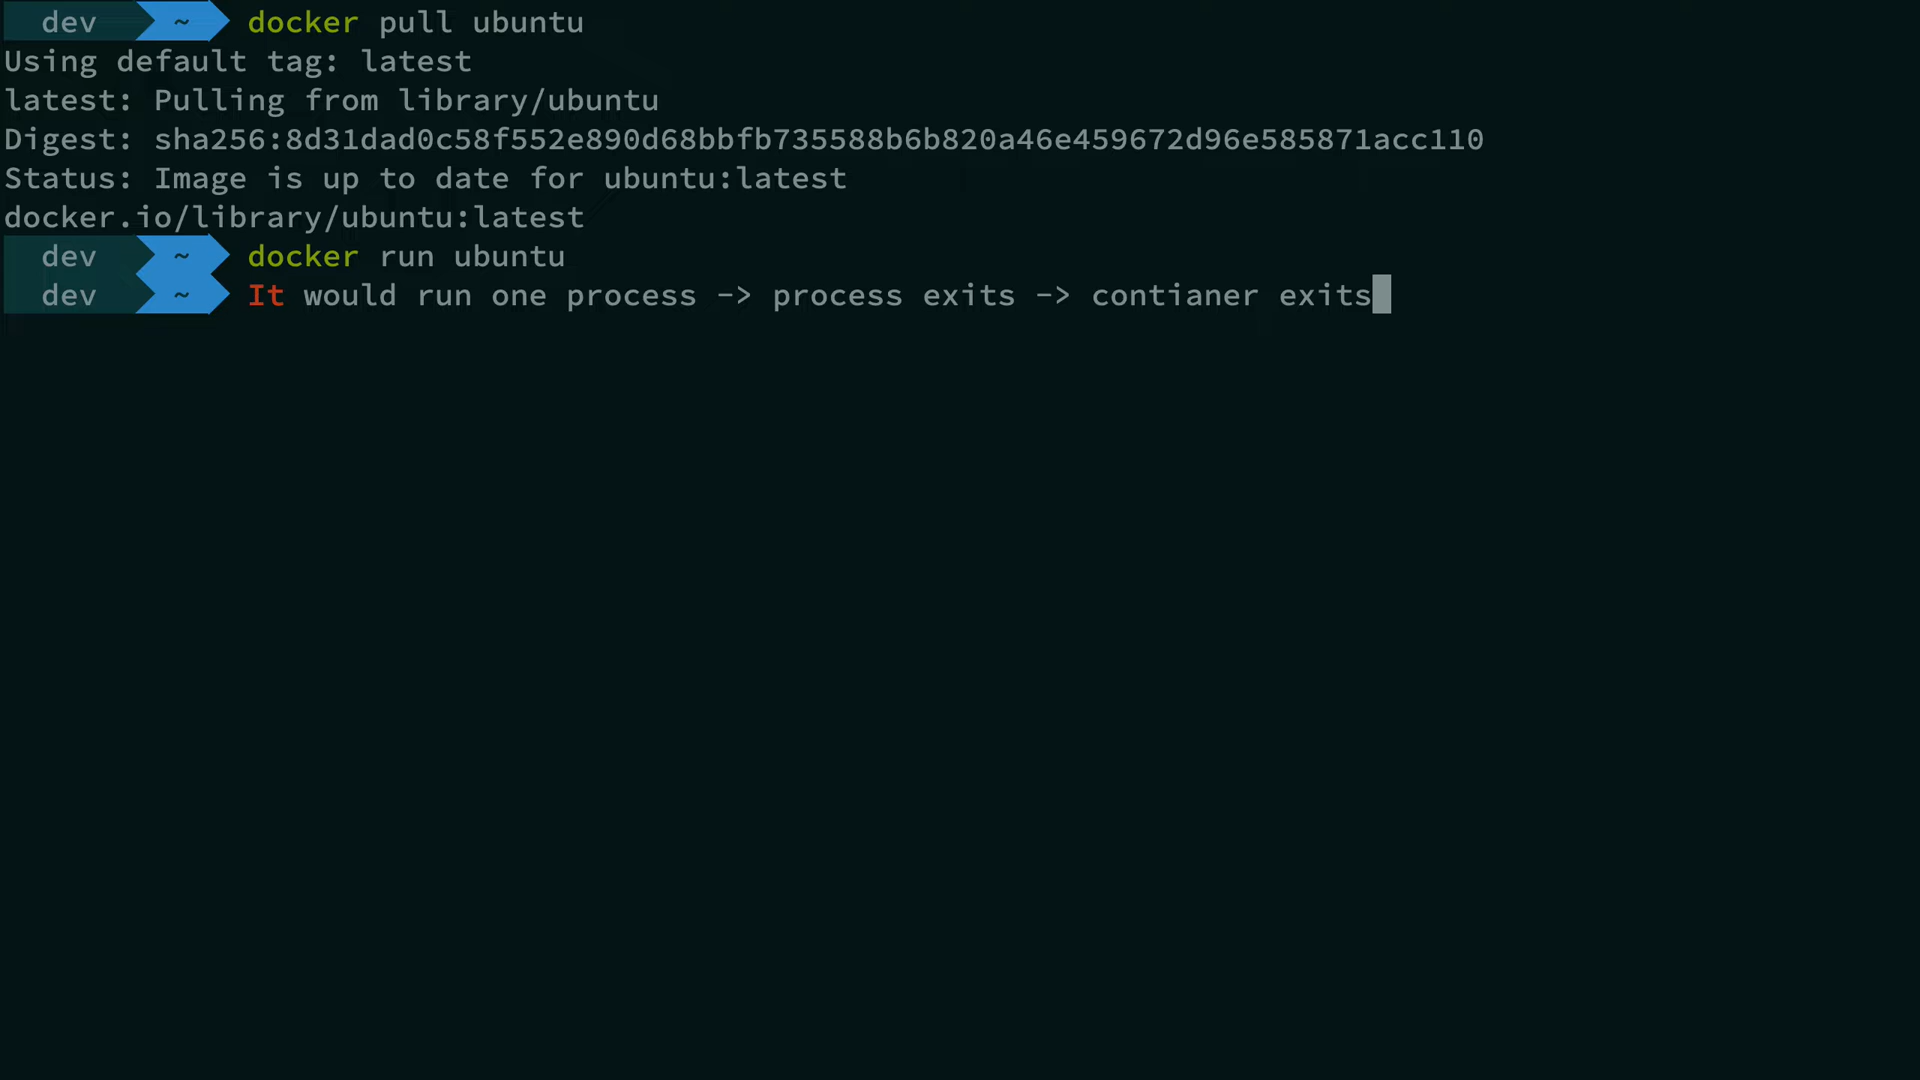 dev ~ docker pull ubuntu
Using default tag: latest
latest: Pulling from library/ubuntu
Digest: sha256:8d31dad0c58f552e890d68bbfb735588b6b820a46e459672d96e585871acc110
Status: Image is up to date for ubuntu:latest
docker.io/library/ubuntu:latest
dev ~ docker run ubuntu
dev ~ It would run one process -> process exits -> contianer exits